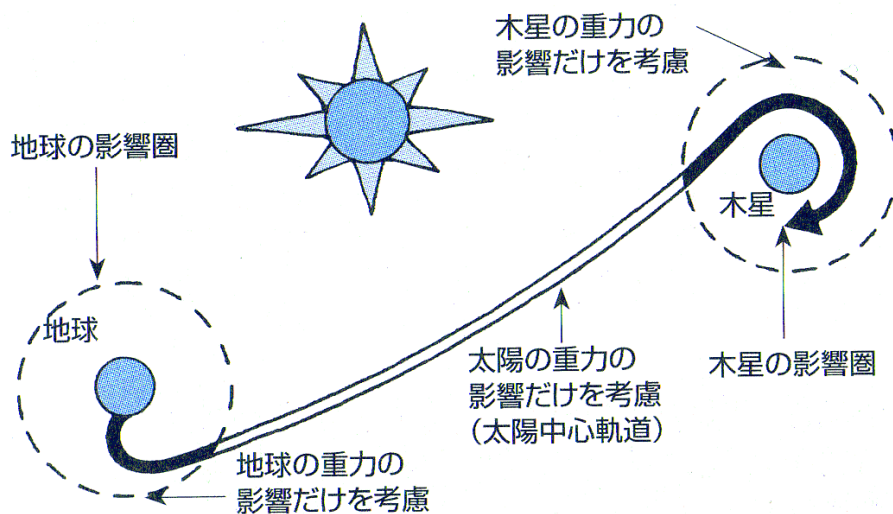 木星の重力の
影響だけを考慮
地球の影響圏
木星
地球
太陽の重力の
影響だけを考慮
（太陽中心軌道）
木星の影響圏
地球の重力の
影響だけを考慮